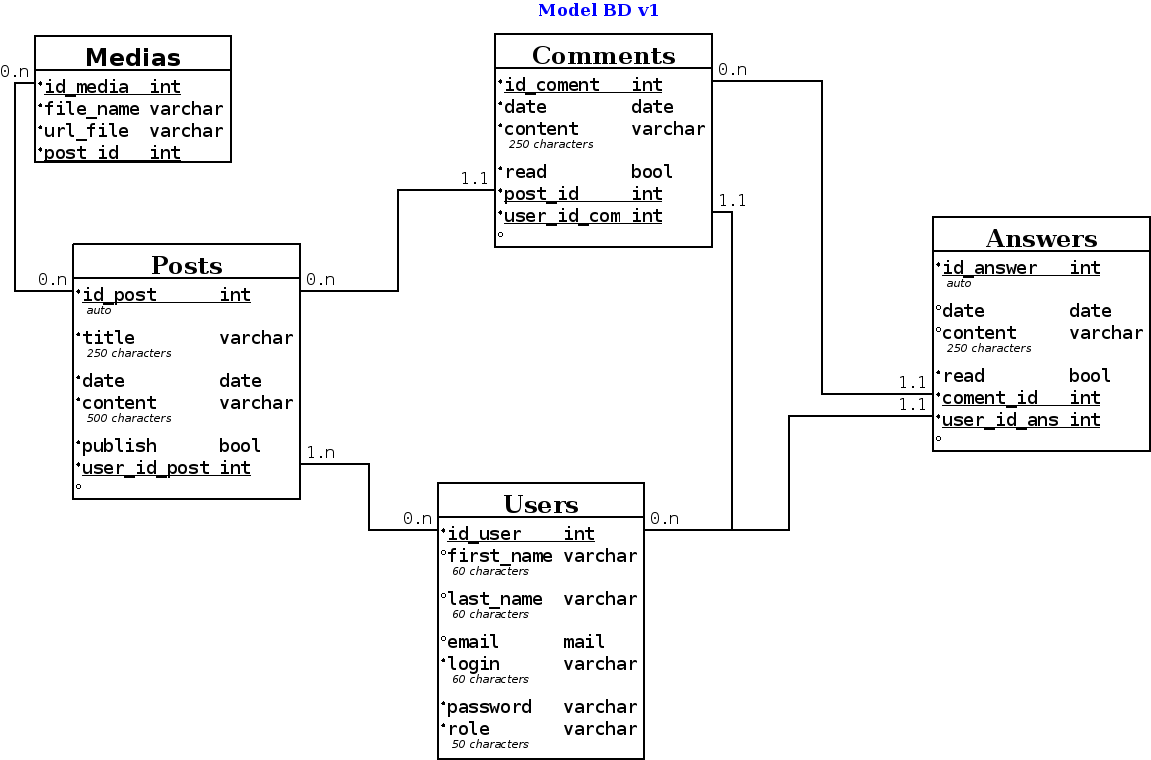 Model BD v1
Medias
id_media int
file_name varchar
url_file varchar
post_id int
0.n
0.n
Comments
id_coment int
date date
content varchar
250 characters
read bool
post_id int
user_id_com int
0.n
1.1
1.1
Posts
id_post int
auto
title varchar
250 characters
date date
content varchar
500 characters
publish bool
user_id_post int
0.n
1.n
Answers
id_answer int
auto
date date
content varchar
250 characters
read bool
coment_id int
user_id_ans int
1.1
1.1
Users
id_user int
first_name varchar
60 characters
last_name varchar
60 characters
email mail
login varchar
60 characters
password varchar
role varchar
50 characters
0.n
0.n